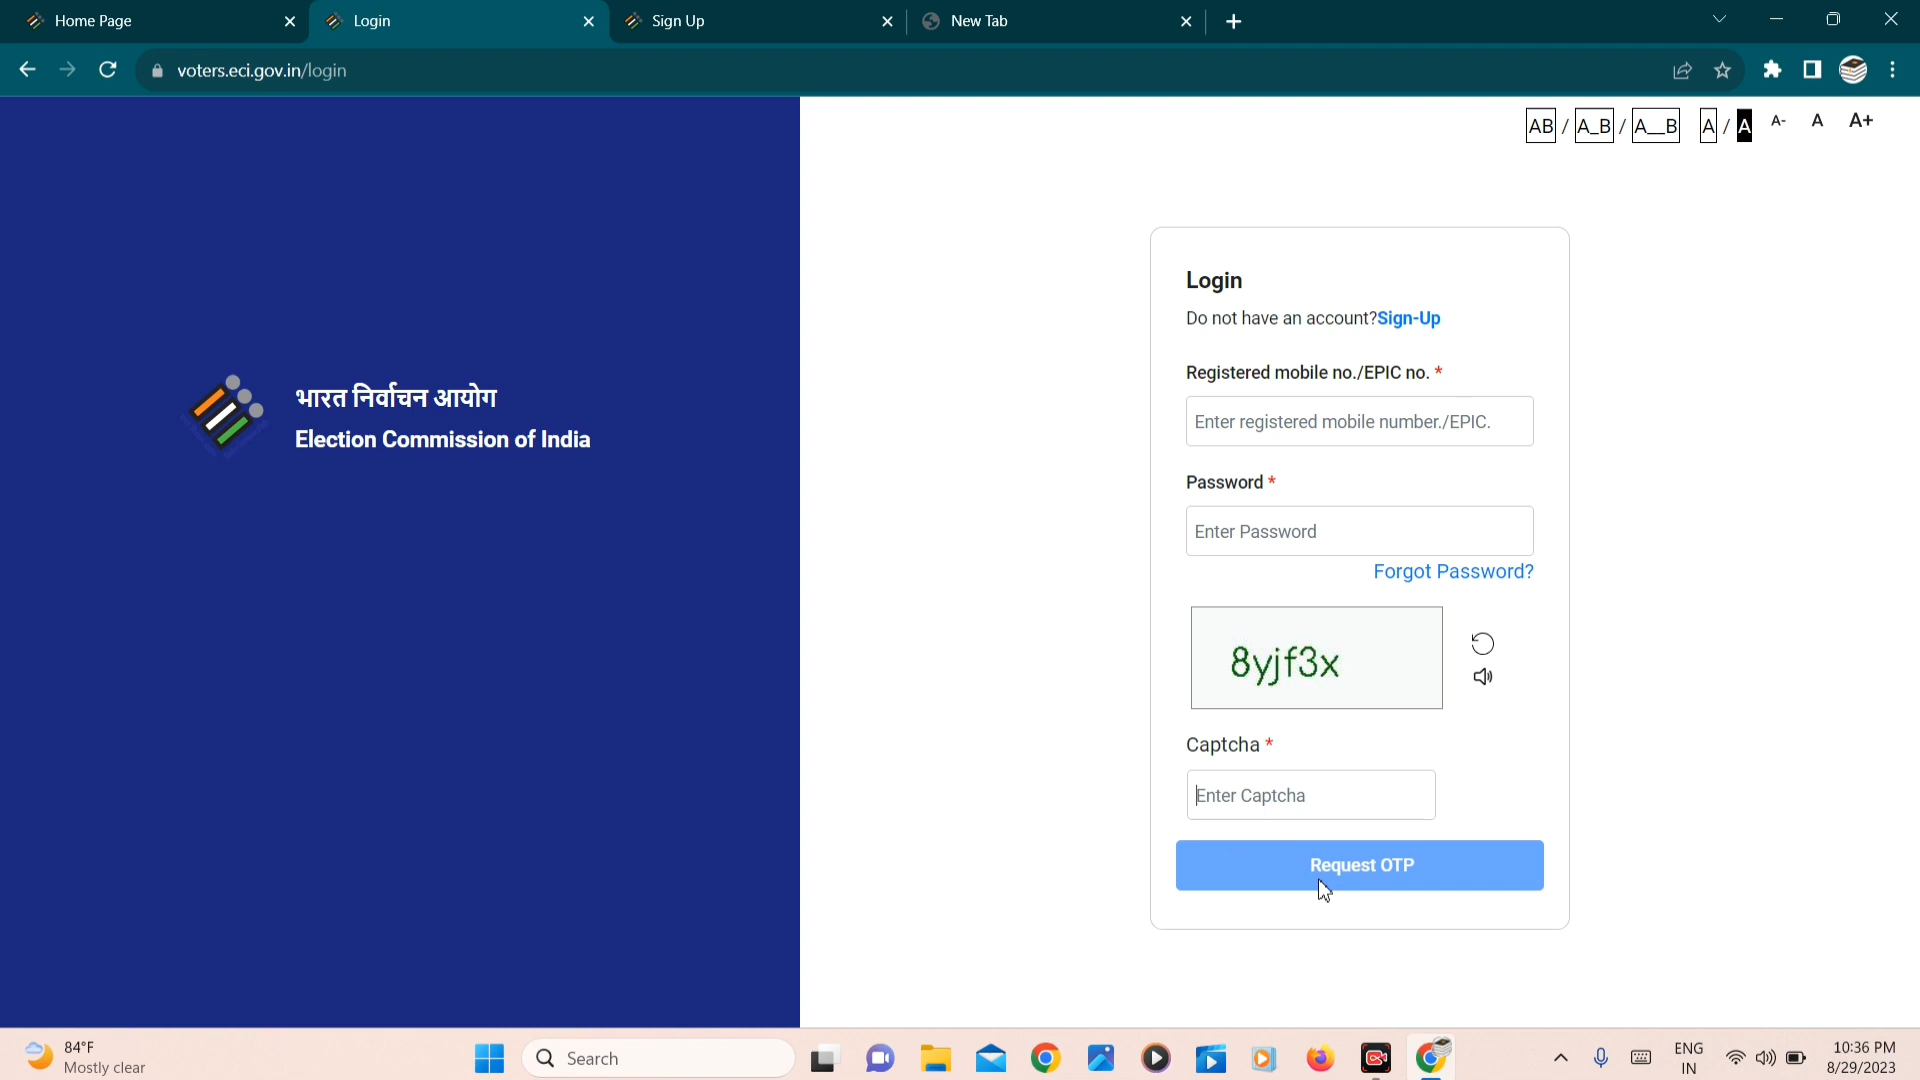 Home Page
Login
Sign Up
New Tab
voters.eci.gov.in/login
AB / A_B / A__B A / A A- A A+
भारत निर्वाचन आयोग
Election Commission of India
Login
Do not have an account?Sign-Up
Registered mobile no./EPIC no. *
Enter registered mobile number./EPIC.
Password *
Enter Password
Forgot Password?
8yjf3x
Captcha *
Enter Captcha
Request OTP
84°F
Mostly clear
Search
ENG
IN
10:36 PM
8/29/2023